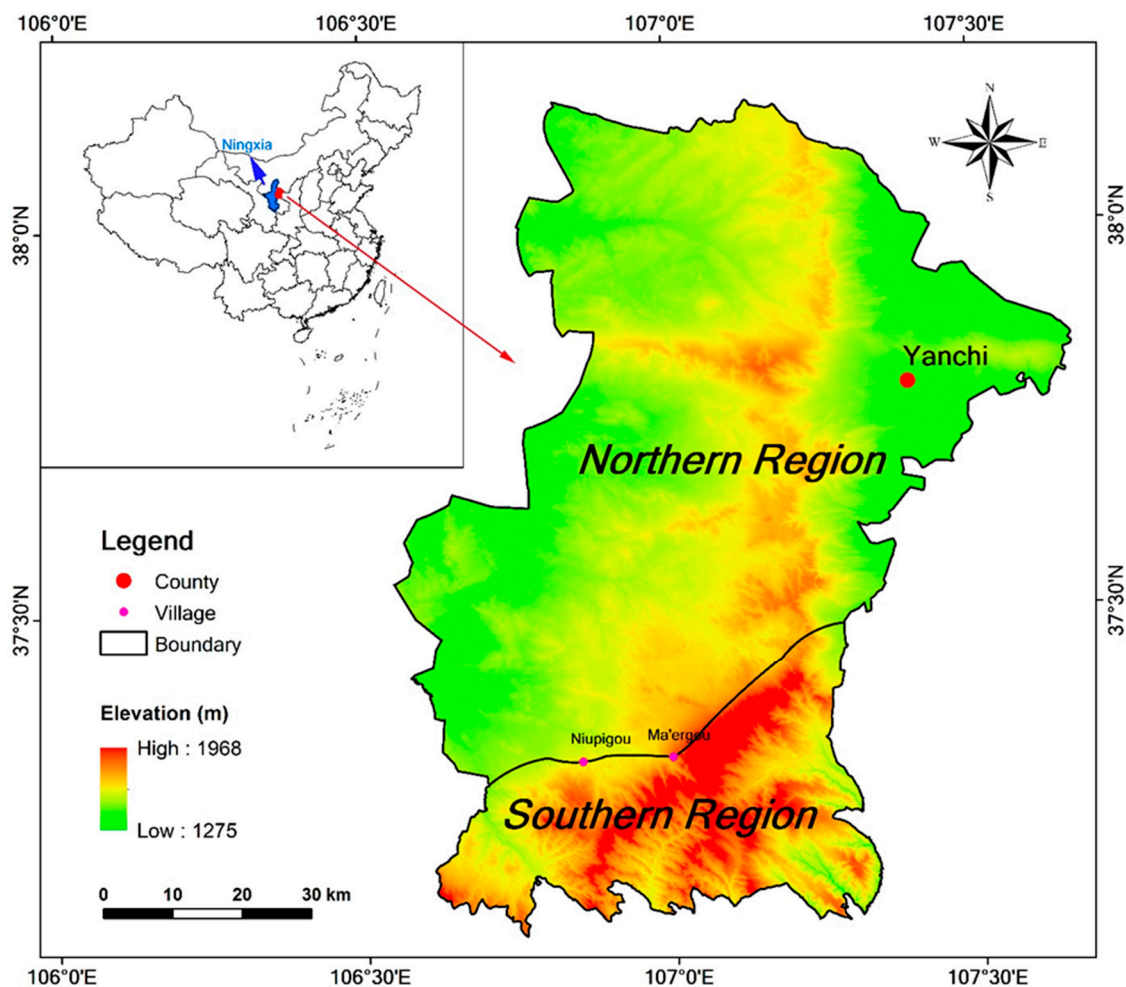 106°0'E 106°30'E 107°0'E 107°30'E
Ningxia
N
W E
S
38°0'N
38°0'N
Yanchi
Northern Region
Legend
County
Village
Boundary
37°30'N
37°30'N
Elevation (m)
High : 1968
Low : 1275
Niupigou Ma'ergou
Southern Region
0 10 20 30 km
106°0'E 106°30'E 107°0'E 107°30'E